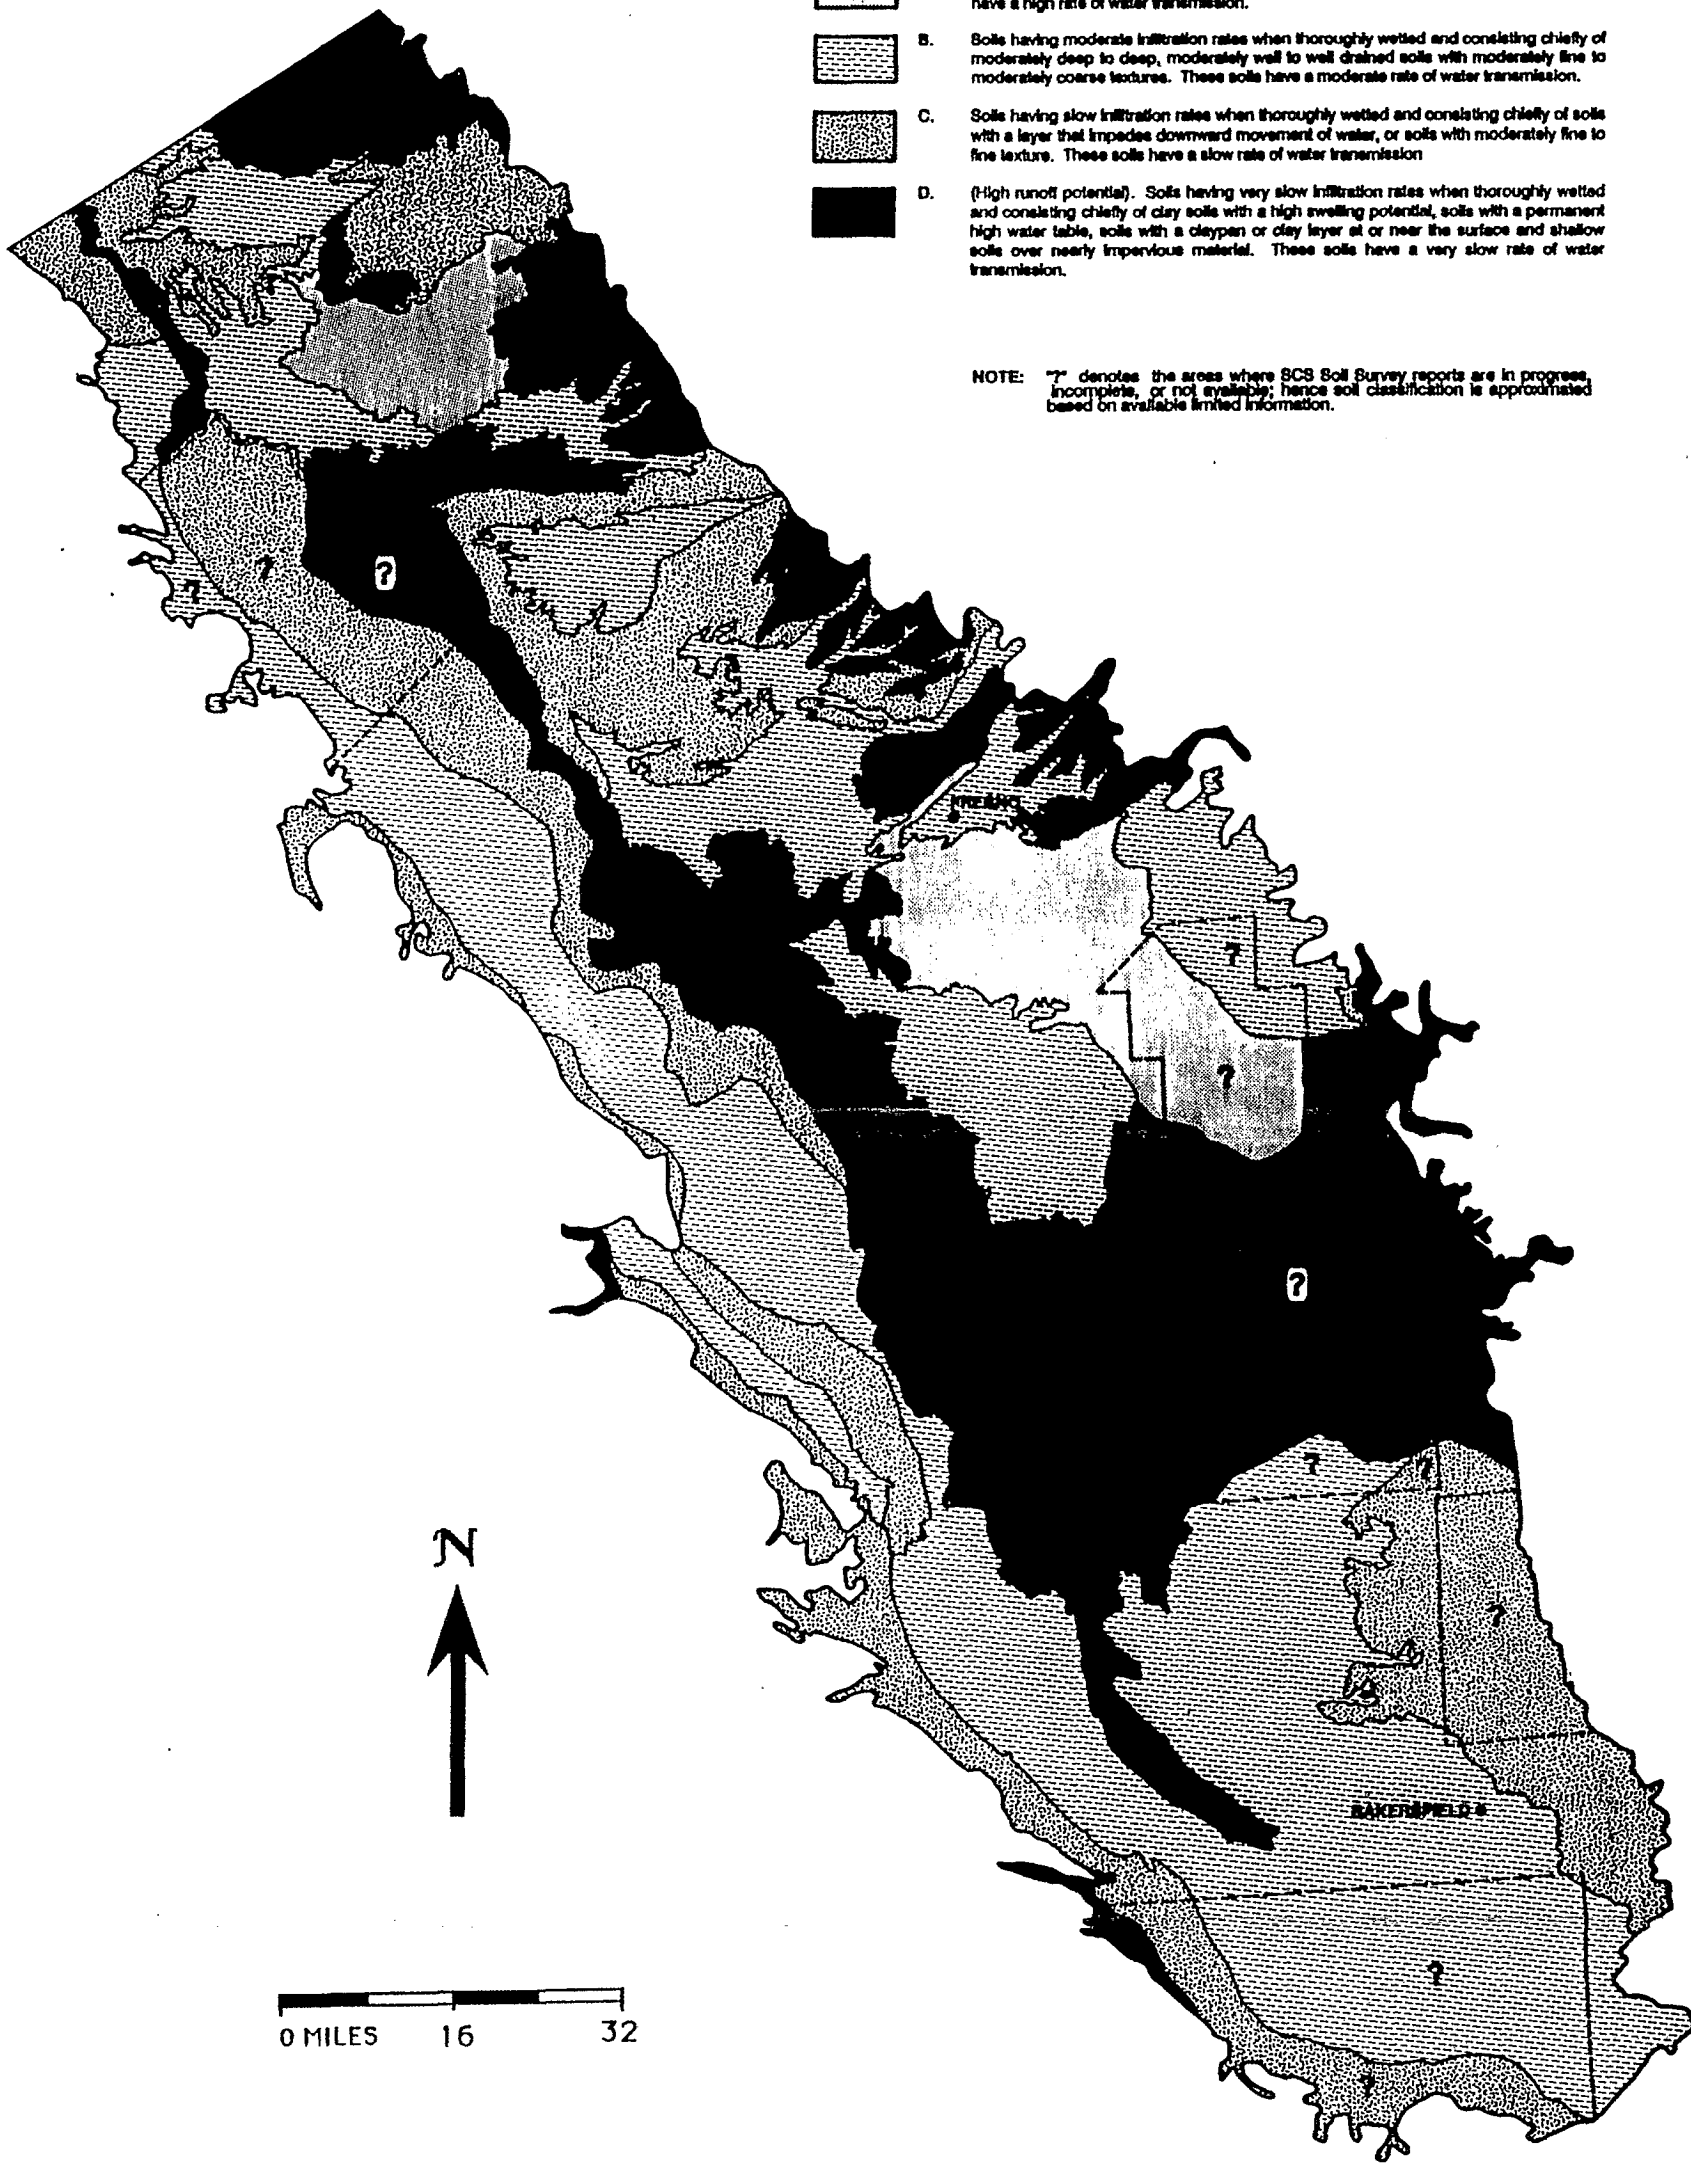 have a high rate of water transmission.
B. Soils having moderate infiltration rates when thoroughly wetted and consisting chiefly of
moderately deep to deep, moderately well to well drained soils with moderately fine to
moderately coarse textures. These soils have a moderate rate of water transmission.
C. Soils having slow infiltration rates when thoroughly wetted and consisting chiefly of soils
with a layer that impedes downward movement of water, or soils with moderately fine to
fine texture. These soils have a slow rate of water transmission
D. (High runoff potential). Soils having very slow infiltration rates when thoroughly wetted
and consisting chiefly of clay soils with a high swelling potential, soils with a permanent
high water table, soils with a claypan or clay layer at or near the surface and shallow
soils over nearly impervious material. These soils have a very slow rate of water
transmission.
NOTE: "?" denotes the areas where SCS Soil Survey reports are in progress,
incomplete, or not available; hence soil classification is approximated
based on available limited information.
?
?
?
FRESNO
?
?
?
?
?
?
N
BAKERSFIELD
?
0 MILES 16 32
?